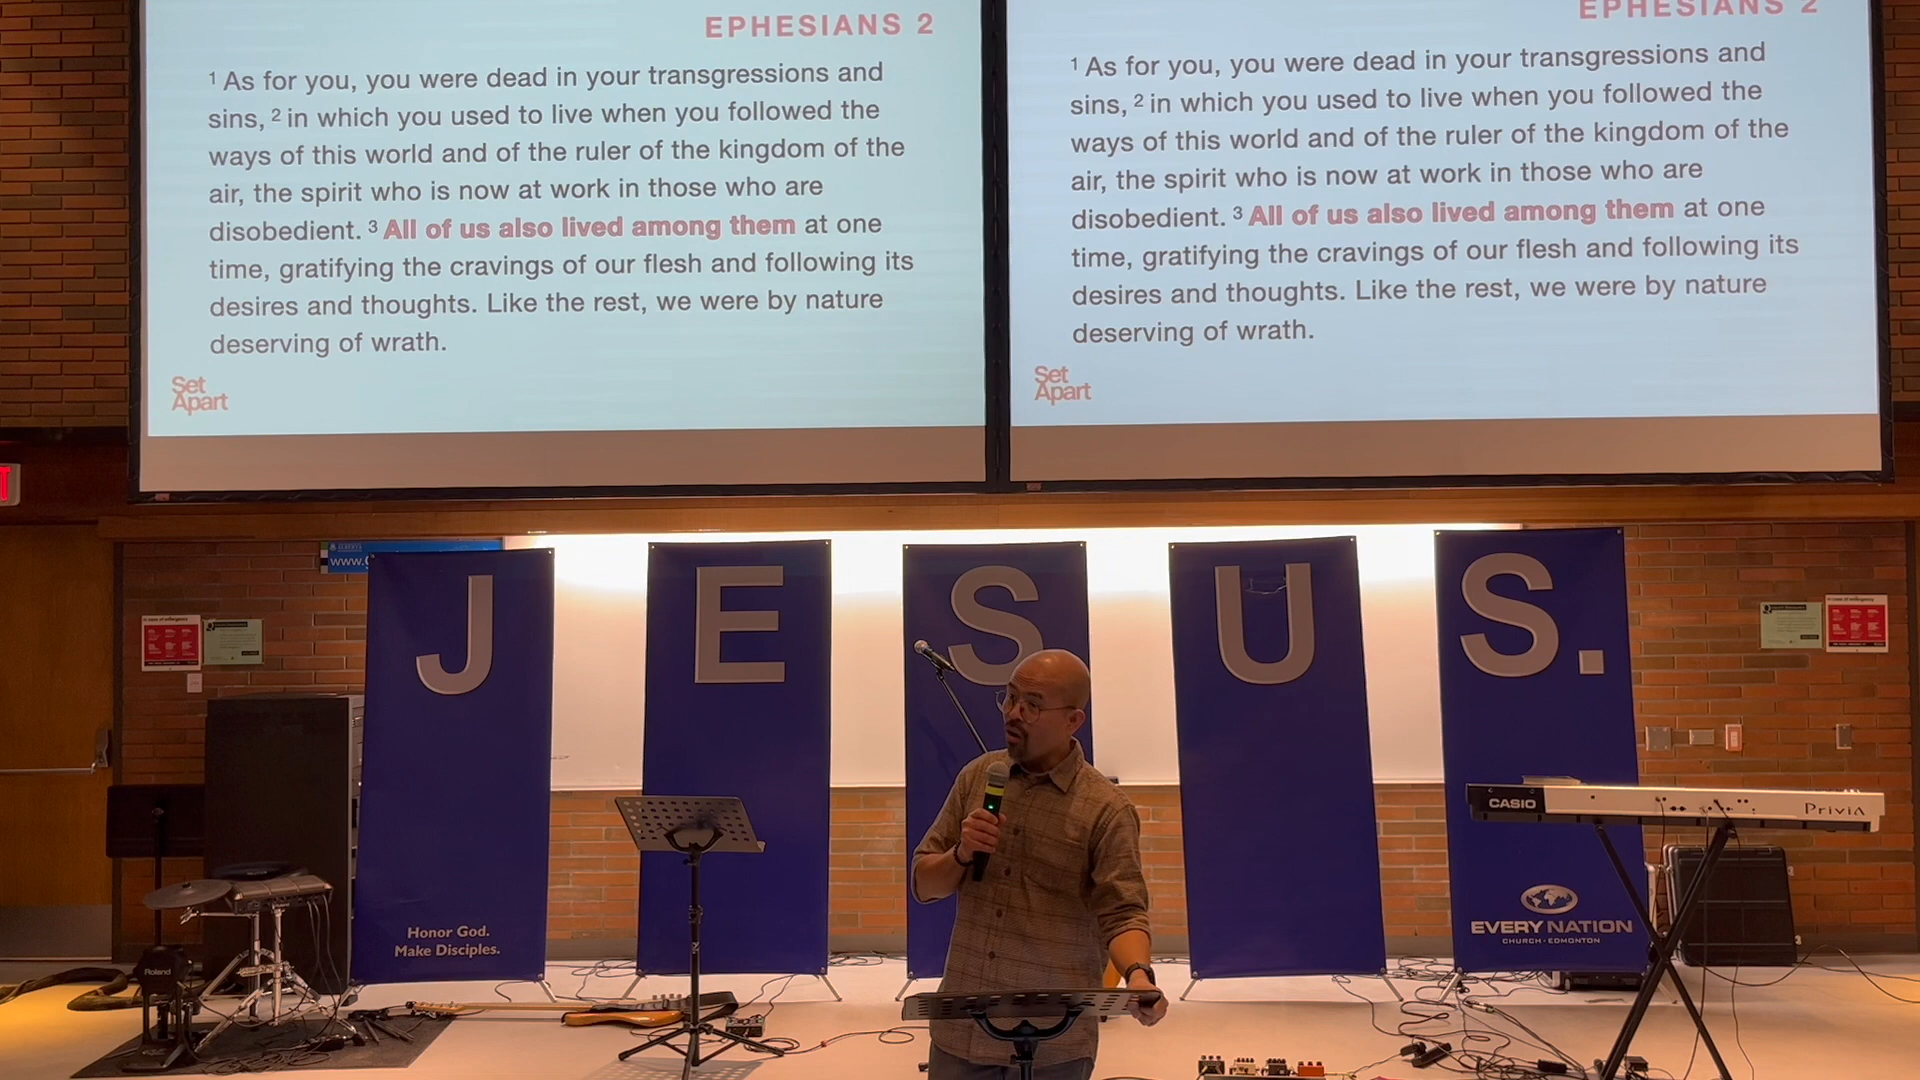 EPHESIANS 2
1 As for you, you were dead in your transgressions and
sins, 2 in which you used to live when you followed the
ways of this world and of the ruler of the kingdom of the
air, the spirit who is now at work in those who are
disobedient. 3 All of us also lived among them at one
time, gratifying the cravings of our flesh and following its
desires and thoughts. Like the rest, we were by nature
deserving of wrath.
Set
Apart
EPHESIANS 2
1 As for you, you were dead in your transgressions and
sins, 2 in which you used to live when you followed the
ways of this world and of the ruler of the kingdom of the
air, the spirit who is now at work in those who are
disobedient. 3 All of us also lived among them at one
time, gratifying the cravings of our flesh and following its
desires and thoughts. Like the rest, we were by nature
deserving of wrath.
Set
Apart
www.
J E S U S.
Honor God.
Make Disciples.
EVERY NATION
CHURCH · EDMONTON
CASIO
Privia
Roland